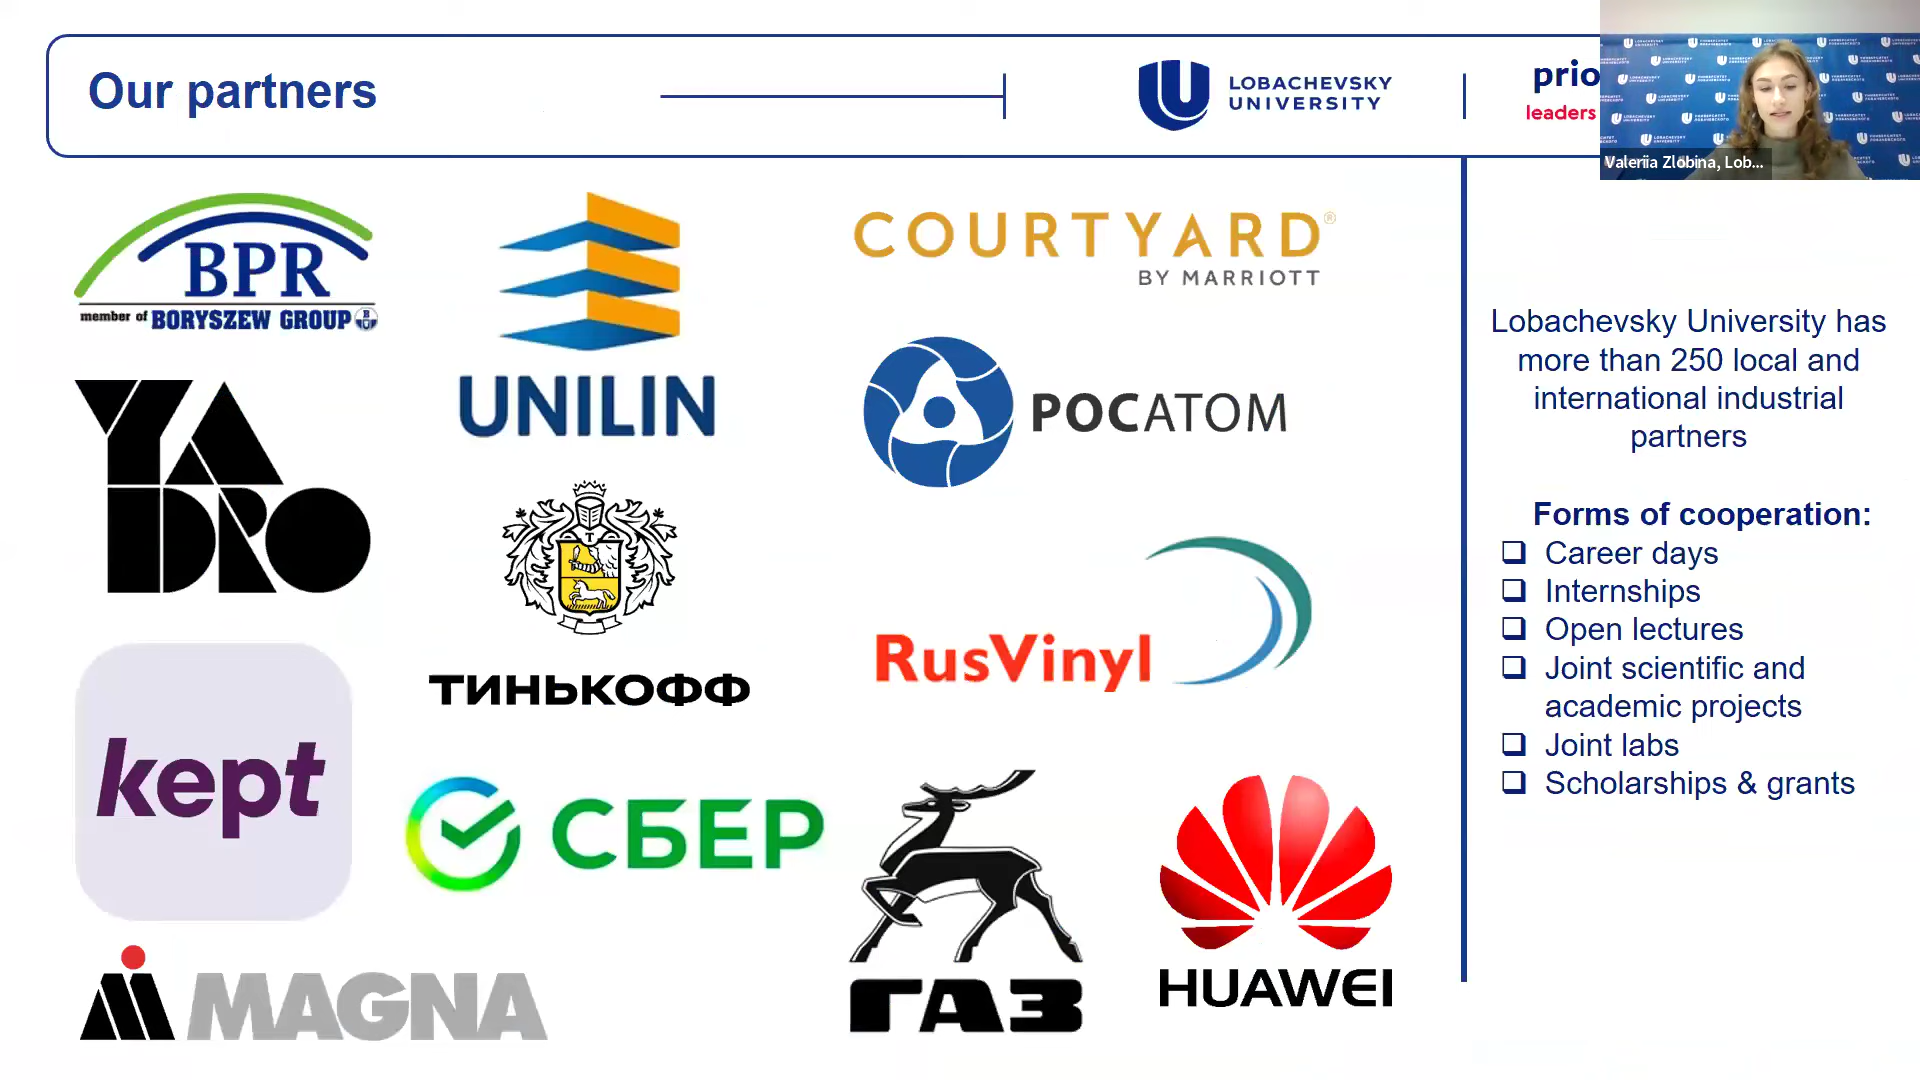 Our partners
LOBACHEVSKY
UNIVERSITY
prio
leaders
Valeriia Zlobina, Lob...
BPR
member of BORYSZEW GROUP
UNILIN
COURTYARD®
BY MARRIOTT
РОСАТОМ
YADRO
ТИНЬКОФФ
RusVinyl
kept
СБЕР
ГАЗ
HUAWEI
MAGNA
Lobachevsky University has
more than 250 local and
international industrial
partners
Forms of cooperation:
Career days
Internships
Open lectures
Joint scientific and
academic projects
Joint labs
Scholarships & grants